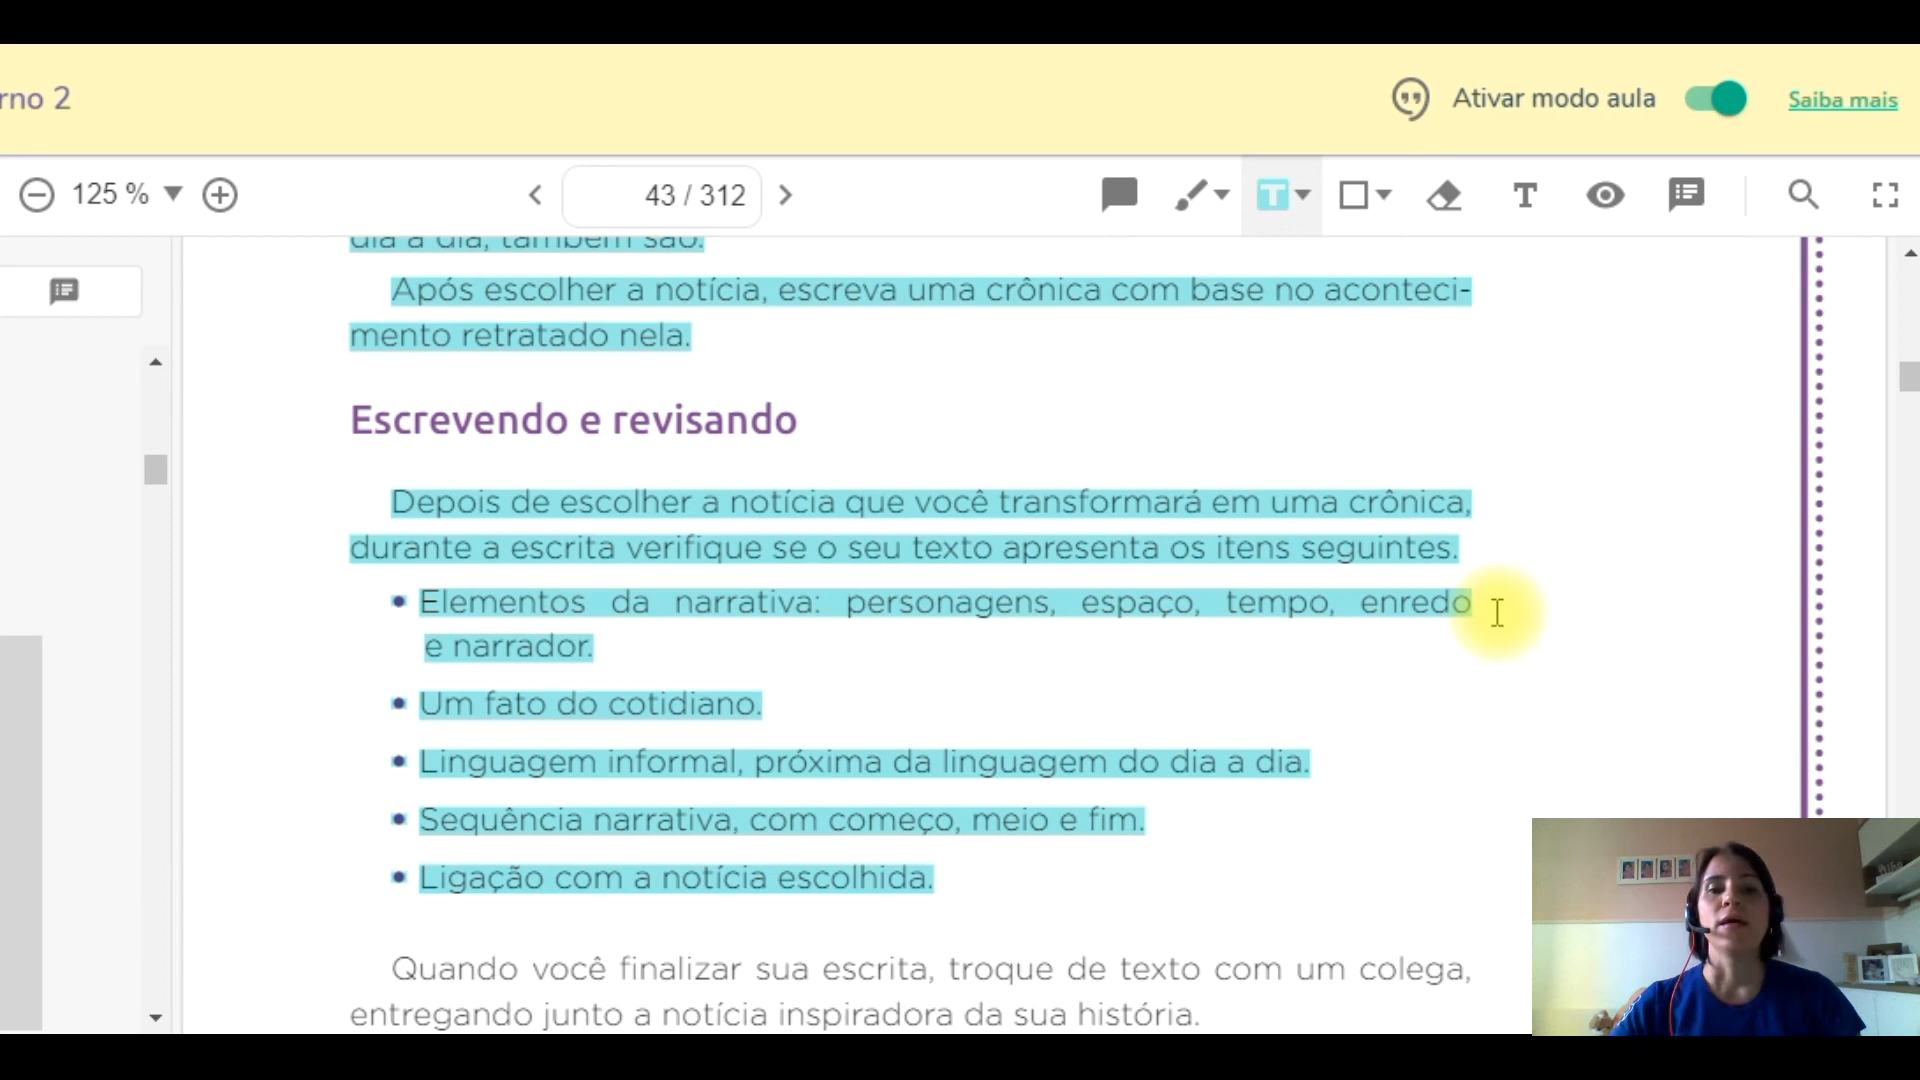 rno 2
Ativar modo aula
Saiba mais
125 %
43 / 312
dia a dia, também são.
Após escolher a notícia, escreva uma crônica com base no aconteci-
mento retratado nela.
Escrevendo e revisando
Depois de escolher a notícia que você transformará em uma crônica,
durante a escrita verifique se o seu texto apresenta os itens seguintes.
• Elementos da narrativa: personagens, espaço, tempo, enredo
e narrador.
• Um fato do cotidiano.
• Linguagem informal, próxima da linguagem do dia a dia.
• Sequência narrativa, com começo, meio e fim.
• Ligação com a notícia escolhida.
Quando você finalizar sua escrita, troque de texto com um colega,
entregando junto a notícia inspiradora da sua história.